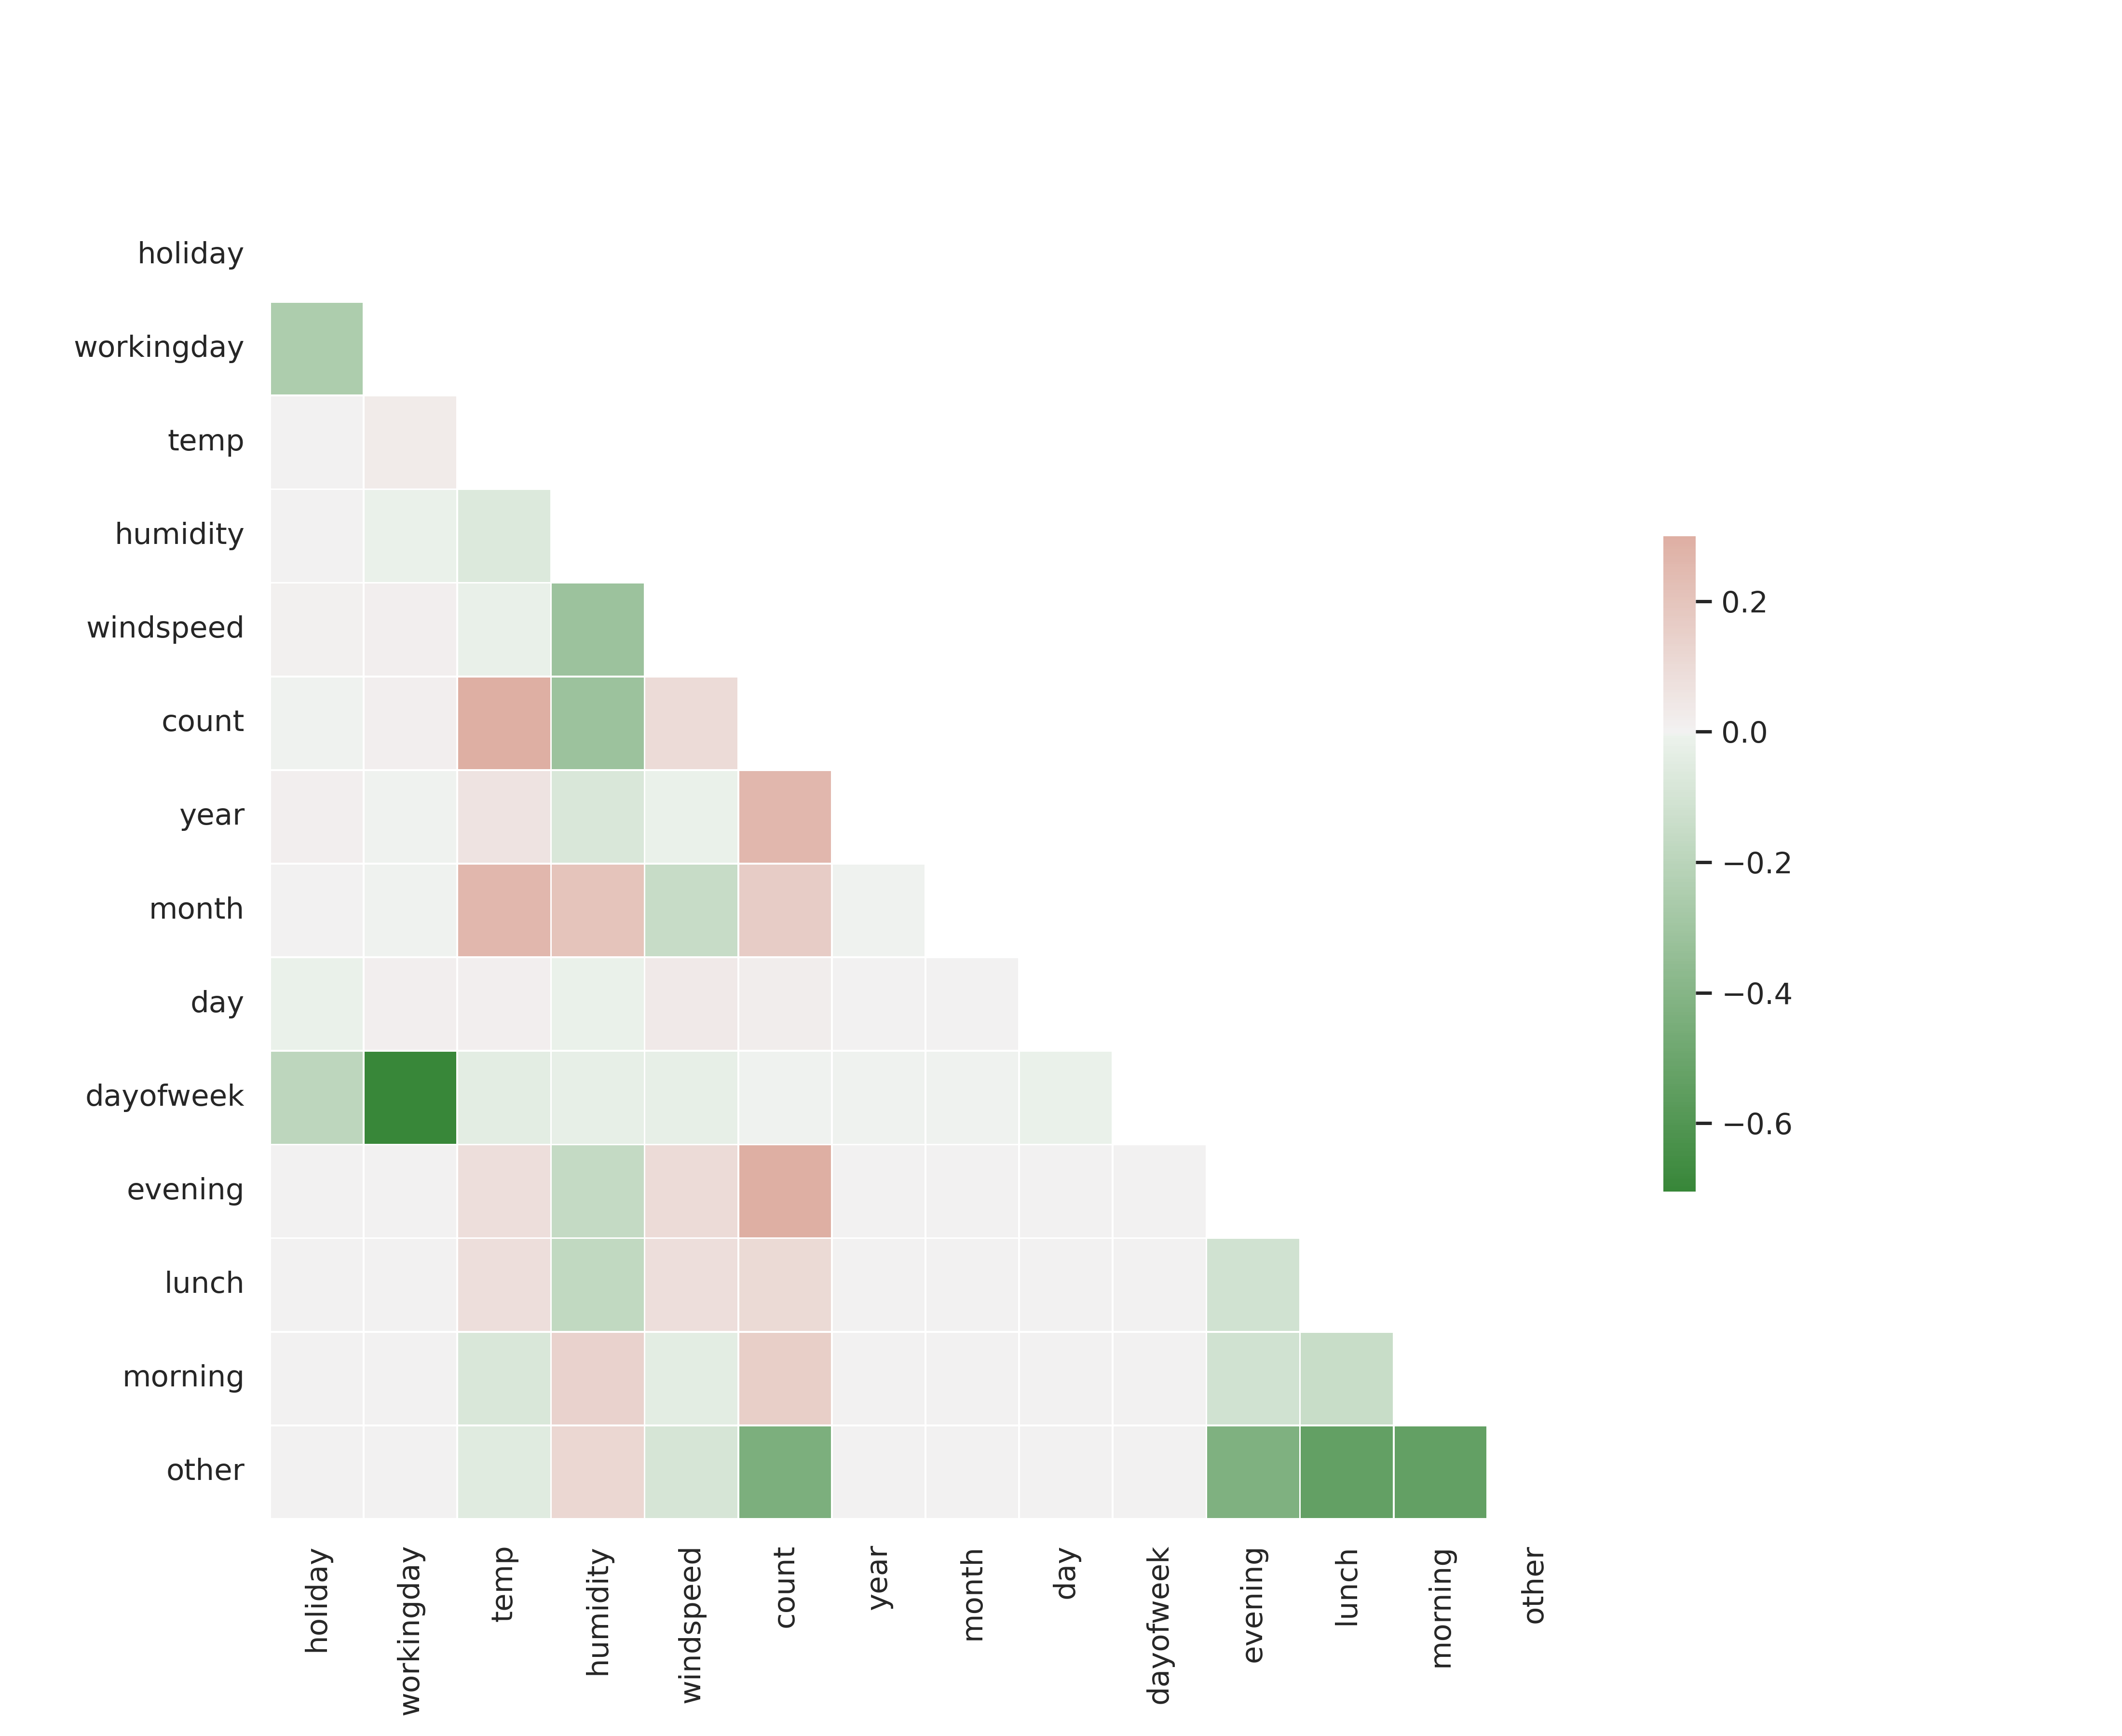 holiday
workingday
temp
humidity
windspeed
count
year
month
day
dayofweek
evening
lunch
morning
other
holiday
workingday
temp
humidity
windspeed
count
year
month
day
dayofweek
evening
lunch
morning
other
0.2
0.0
−0.2
−0.4
−0.6